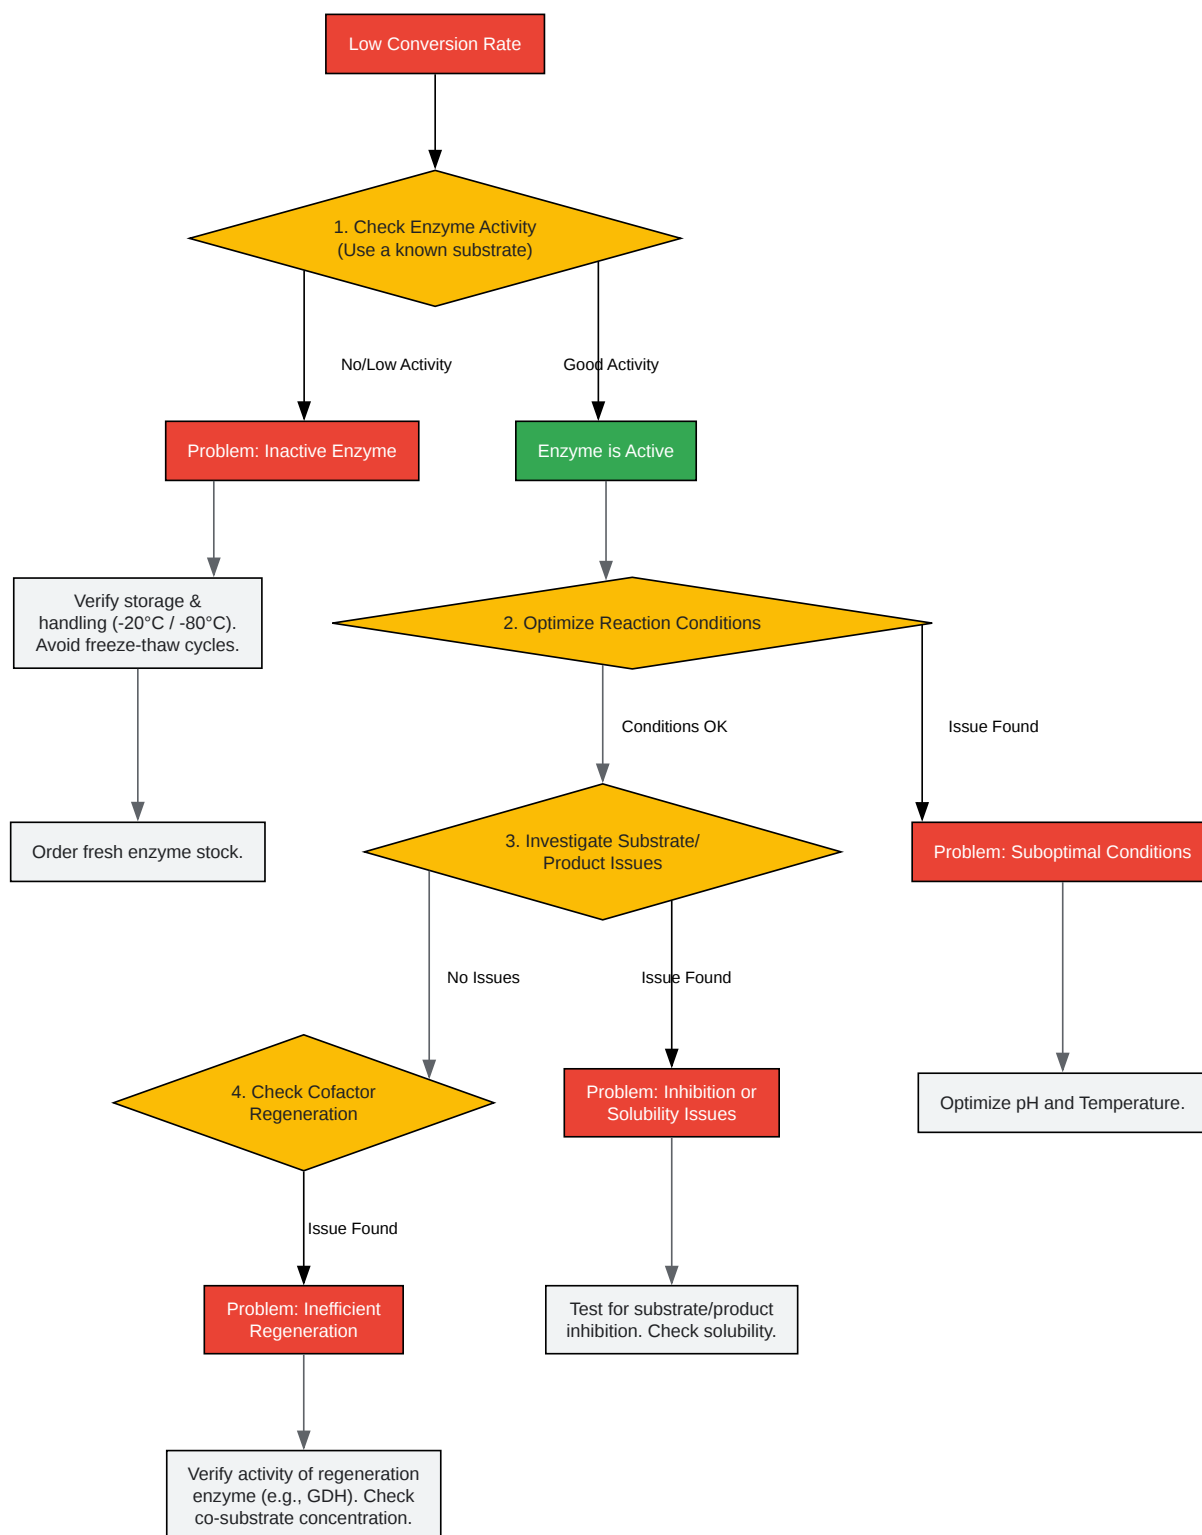 Low Conversion Rate
1. Check Enzyme Activity
(Use a known substrate)
No/Low Activity
Good Activity
Problem: Inactive Enzyme
Enzyme is Active
Verify storage &
handling (-20°C / -80°C).
Avoid freeze-thaw cycles.
2. Optimize Reaction Conditions
Conditions OK
Issue Found
Order fresh enzyme stock.
3. Investigate Substrate/
Product Issues
Problem: Suboptimal Conditions
No Issues
Issue Found
4. Check Cofactor
Regeneration
Problem: Inhibition or
Solubility Issues
Optimize pH and Temperature.
Issue Found
Problem: Inefficient
Regeneration
Test for substrate/product
inhibition. Check solubility.
Verify activity of regeneration
enzyme (e.g., GDH). Check
co-substrate concentration.